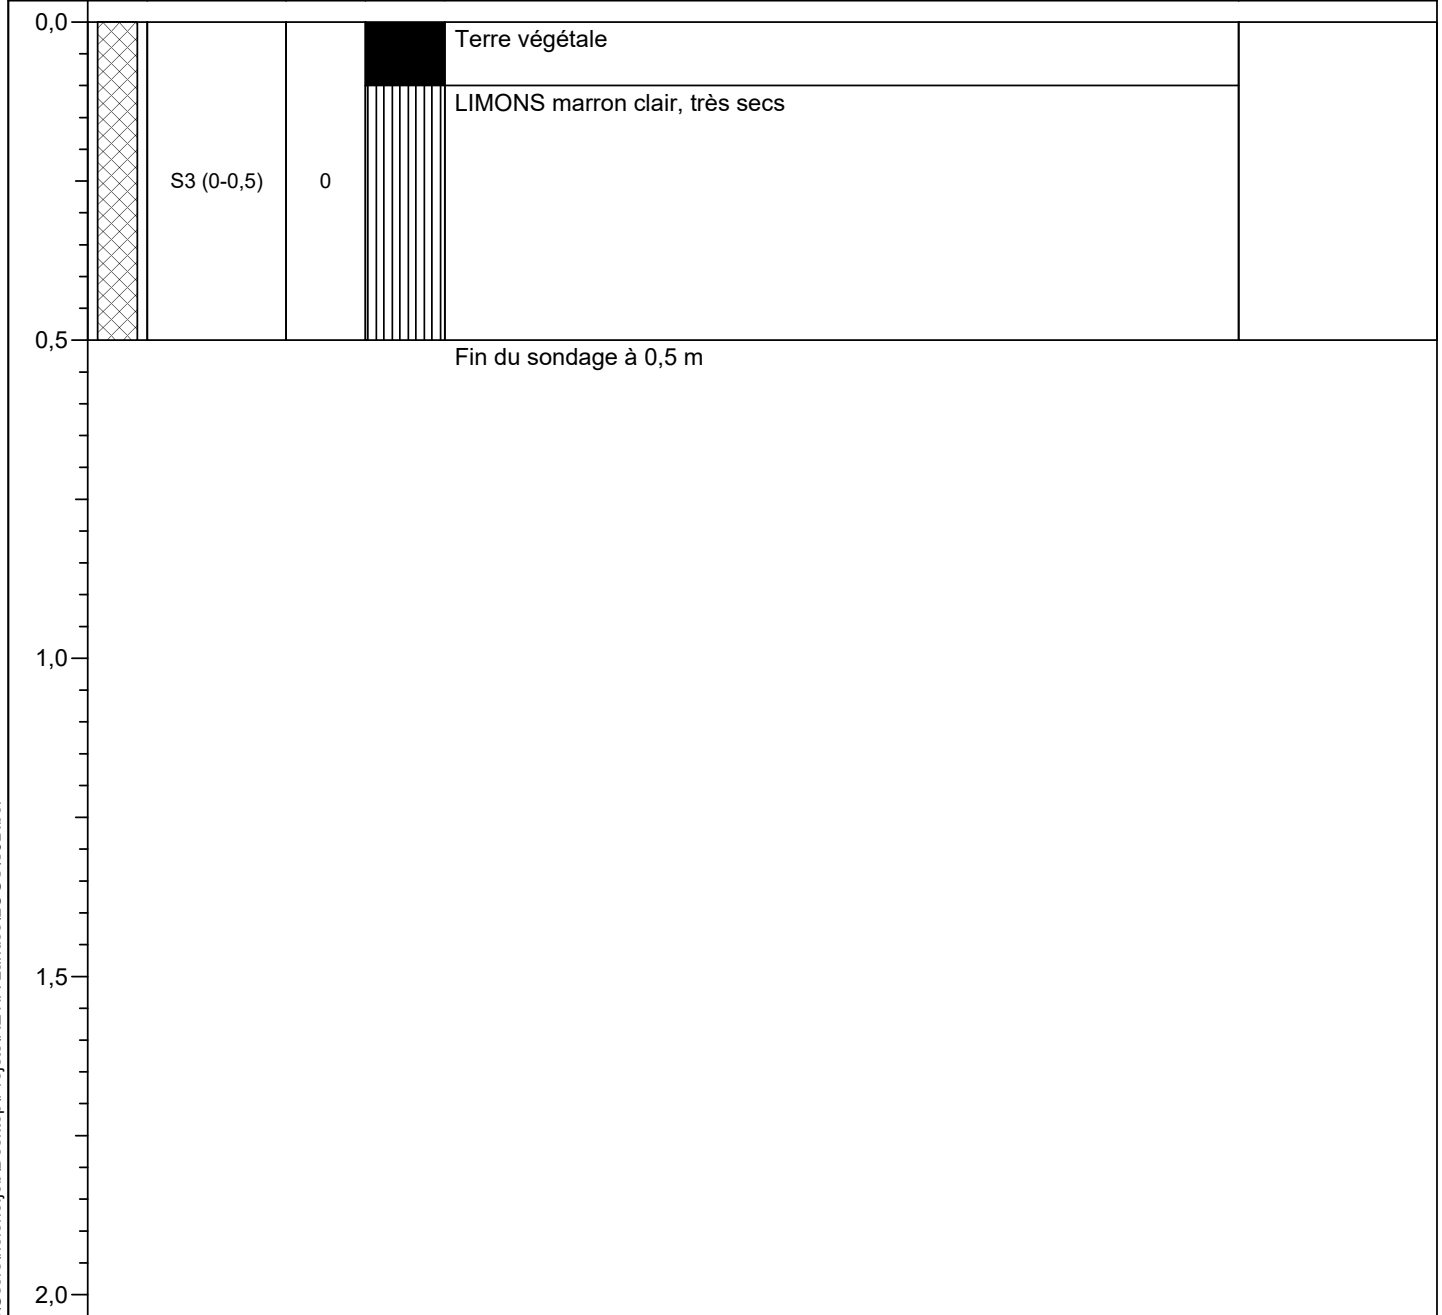 0,0
Terre végétale
LIMONS marron clair, très secs
S3 (0-0,5)
0
0,5
Fin du sondage à 0,5 m
1,0
1,5
2,0